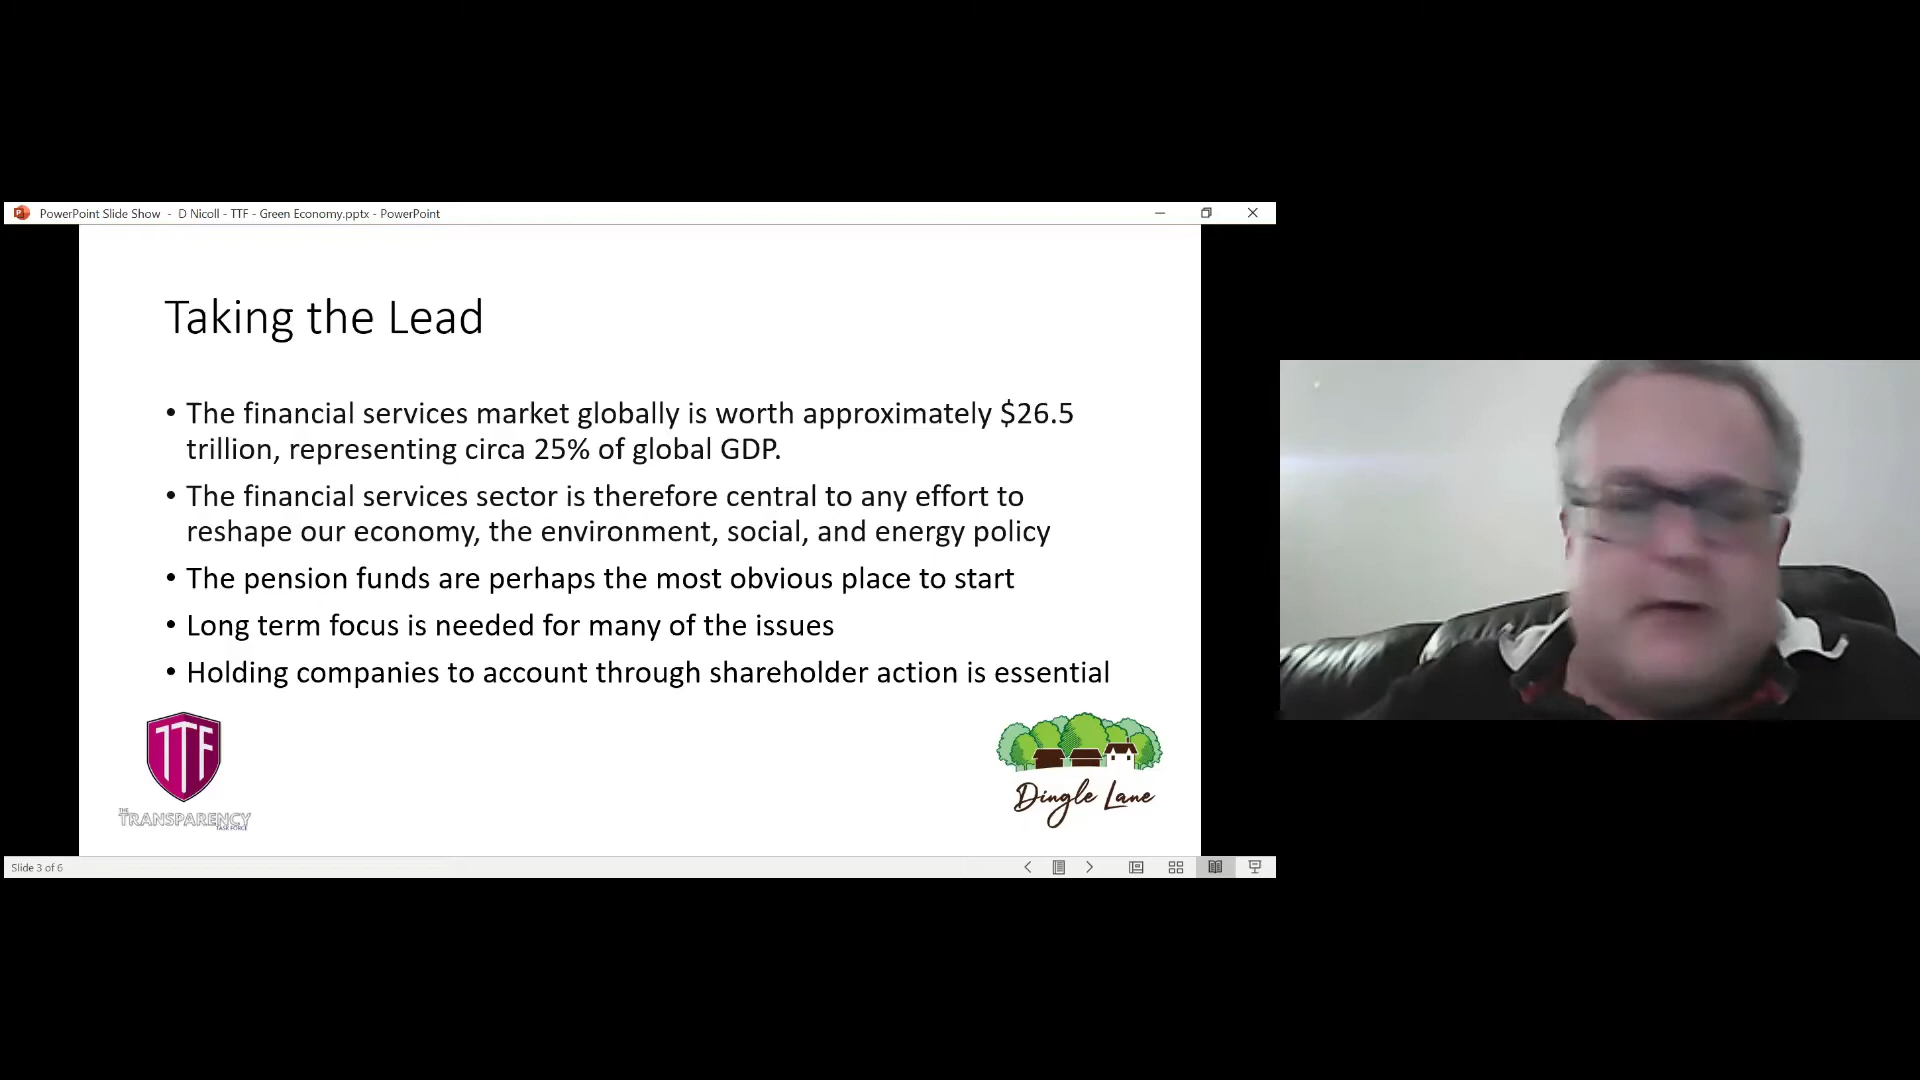 PowerPoint Slide Show - D Nicoll - TTF - Green Economy.pptx - PowerPoint
Taking the Lead
• The financial services market globally is worth approximately $26.5
trillion, representing circa 25% of global GDP.
• The financial services sector is therefore central to any effort to
reshape our economy, the environment, social, and energy policy
• The pension funds are perhaps the most obvious place to start
• Long term focus is needed for many of the issues
• Holding companies to account through shareholder action is essential
TTF
THE
TRANSPARENCY
TASK FORCE
Dingle Lane
Slide 3 of 6